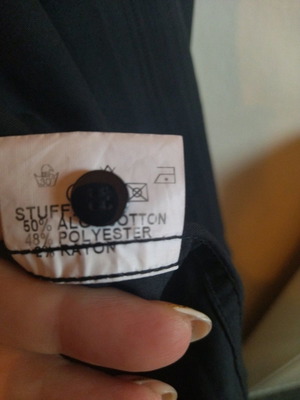 STUFF
50% COTTON
48% POLYESTER
2% RAYON